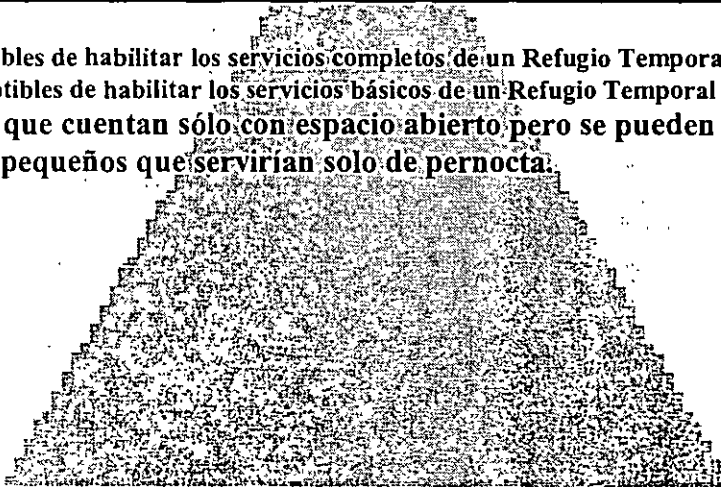 bles de habilitar los servicios completos de un Refugio Tempora
tibles de habilitar los servicios básicos de un Refugio Temporal
que cuentan sólo con espacio abierto pero se pueden
pequeños que servirían solo de pernocta.